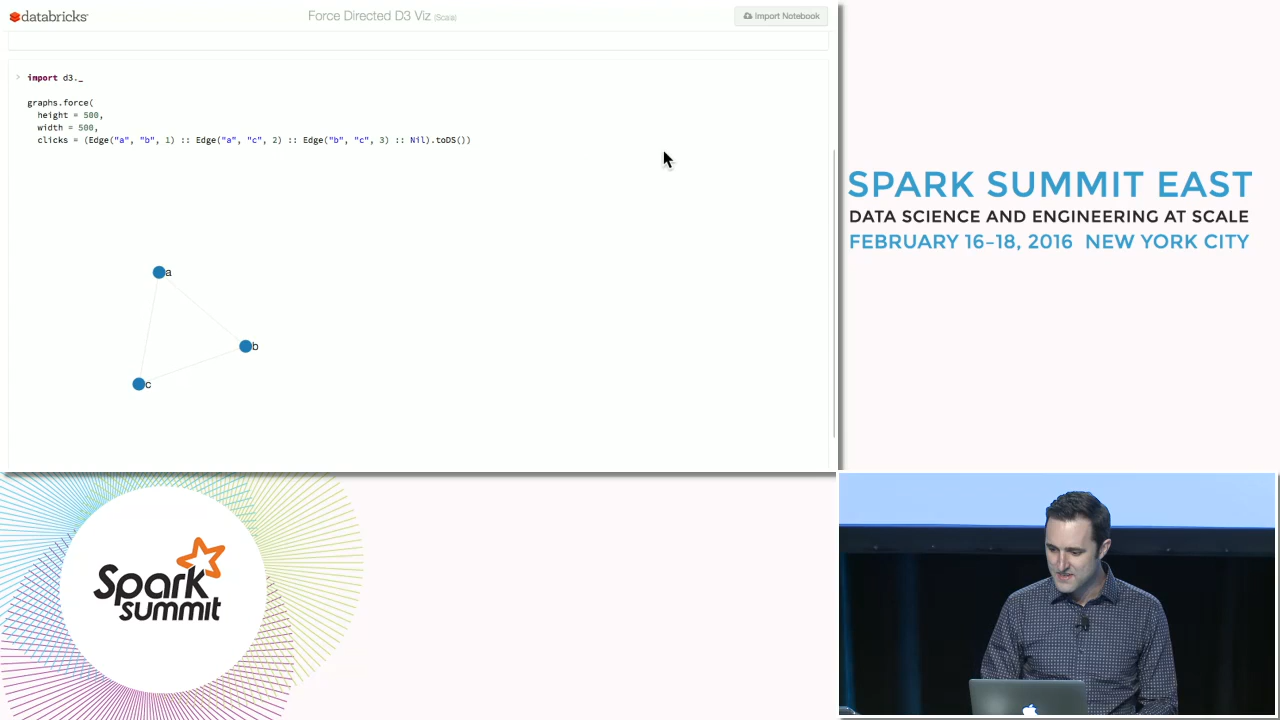 databricks
Force Directed D3 Viz (Scala)
Import Notebook
> import d3._
graphs.force(
height = 500,
width = 500,
clicks = (Edge("a", "b", 1) :: Edge("a", "c", 2) :: Edge("b", "c", 3) :: Nil).toDS())
a
b
c
SPARK SUMMIT EAST
DATA SCIENCE AND ENGINEERING AT SCALE
FEBRUARY 16–18, 2016 NEW YORK CITY
Spark
summit